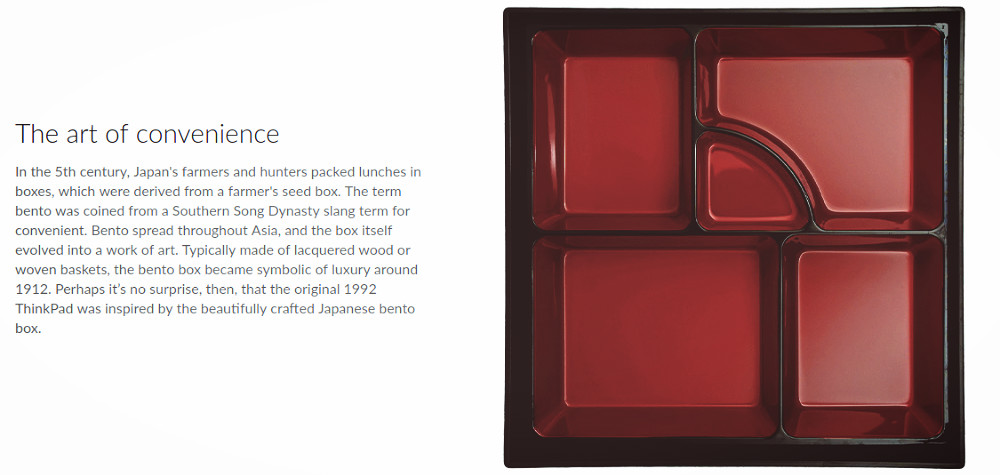 The art of convenience
In the 5th century, Japan's farmers and hunters packed lunches in
boxes, which were derived from a farmer's seed box. The term
bento was coined from a Southern Song Dynasty slang term for
convenient. Bento spread throughout Asia, and the box itself
evolved into a work of art. Typically made of lacquered wood or
woven baskets, the bento box became symbolic of luxury around
1912. Perhaps it’s no surprise, then, that the original 1992
ThinkPad was inspired by the beautifully crafted Japanese bento
box.